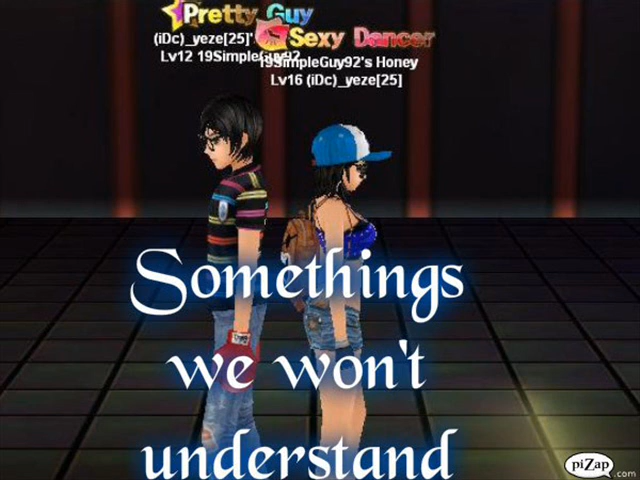 Pretty Guy
Sexy Dancer
(iDc)_yeze[25]'
19SimpleGuy92's Honey
Lv12 19SimpleGuy92
Lv16 (iDc)_yeze[25]
Somethings
we won't
understand
piZap
.com